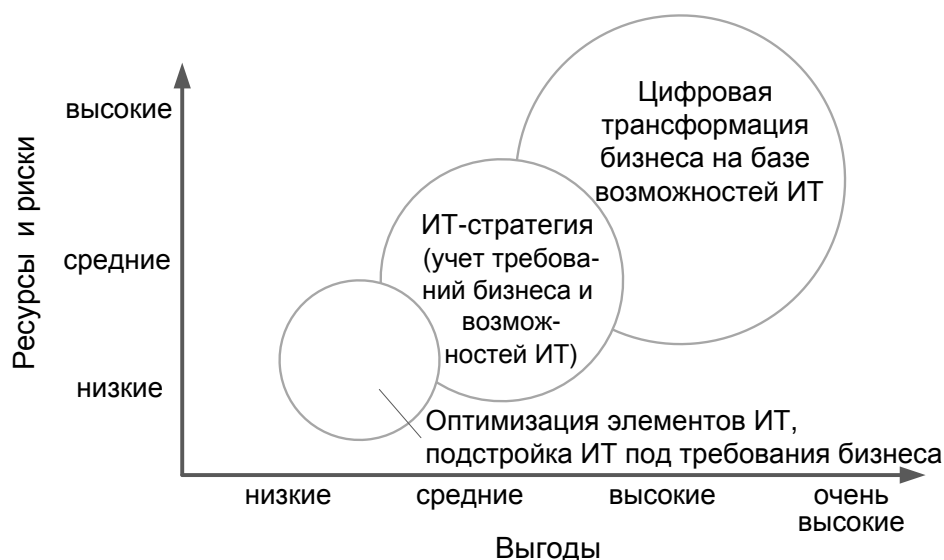 Ресурсы и риски
высокие
средние
низкие
Цифровая
трансформация
бизнеса на базе
возможностей ИТ
ИТ-стратегия
(учет требова-
ний бизнеса и
возмож-
ностей ИТ)
Оптимизация элементов ИТ,
подстройка ИТ под требования бизнеса
низкие
средние
высокие
очень
высокие
Выгоды